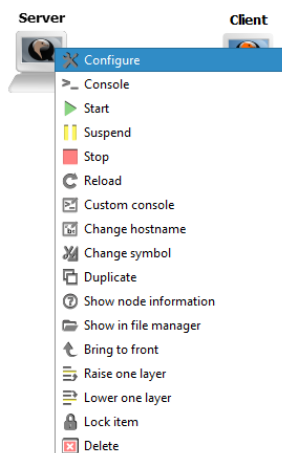 Server
Client
Configure
Console
Start
Suspend
Stop
Reload
Custom console
Change hostname
Change symbol
Duplicate
Show node information
Show in file manager
Bring to front
Raise one layer
Lower one layer
Lock item
Delete